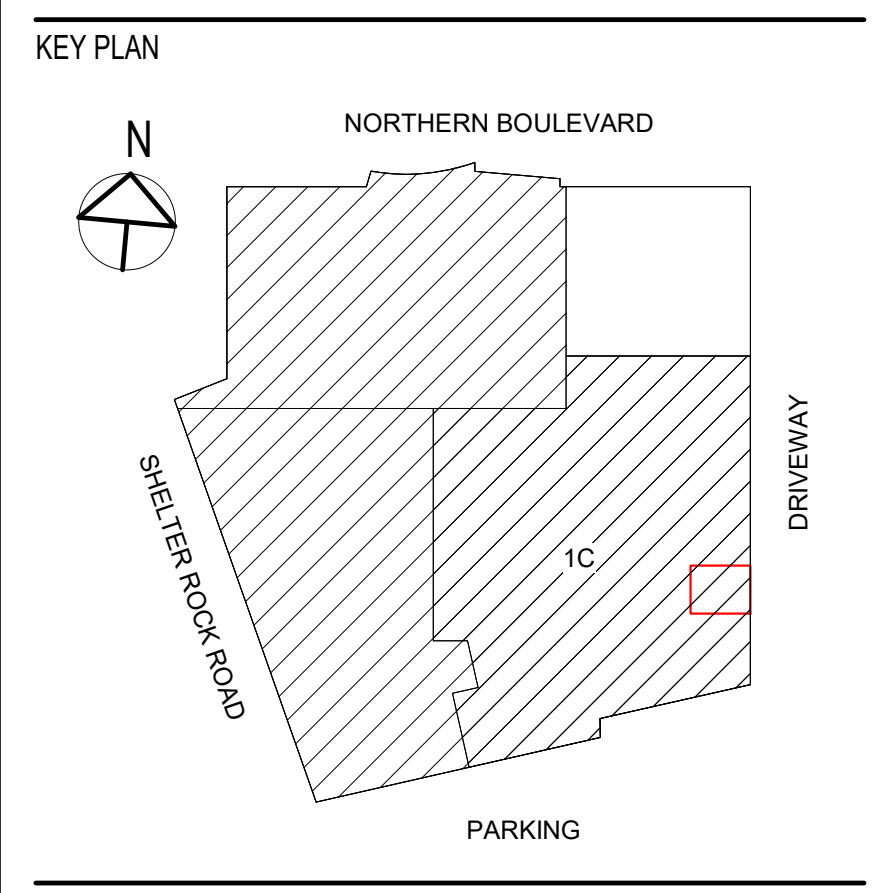 KEY PLAN
N
NORTHERN BOULEVARD
SHELTER ROCK ROAD
1C
DRIVEWAY
PARKING